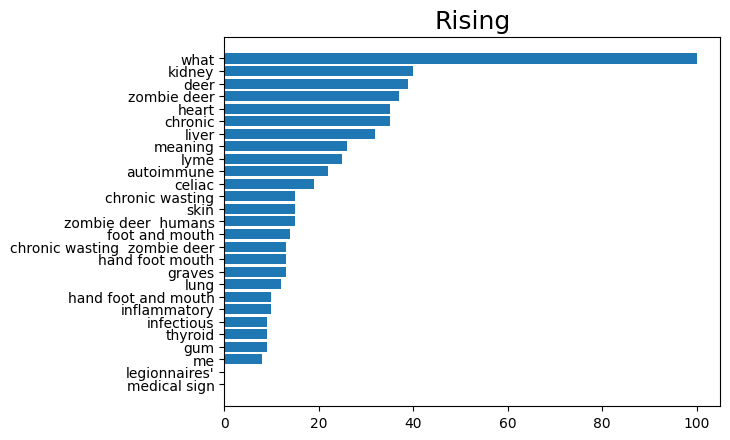 Rising
what
kidney
deer
zombie deer
heart
chronic
liver
meaning
lyme
autoimmune
celiac
chronic wasting
skin
zombie deer  humans
foot and mouth
chronic wasting  zombie deer
hand foot mouth
graves
lung
hand foot and mouth
inflammatory
infectious
thyroid
gum
me
legionnaires'
medical sign
0 20 40 60 80 100